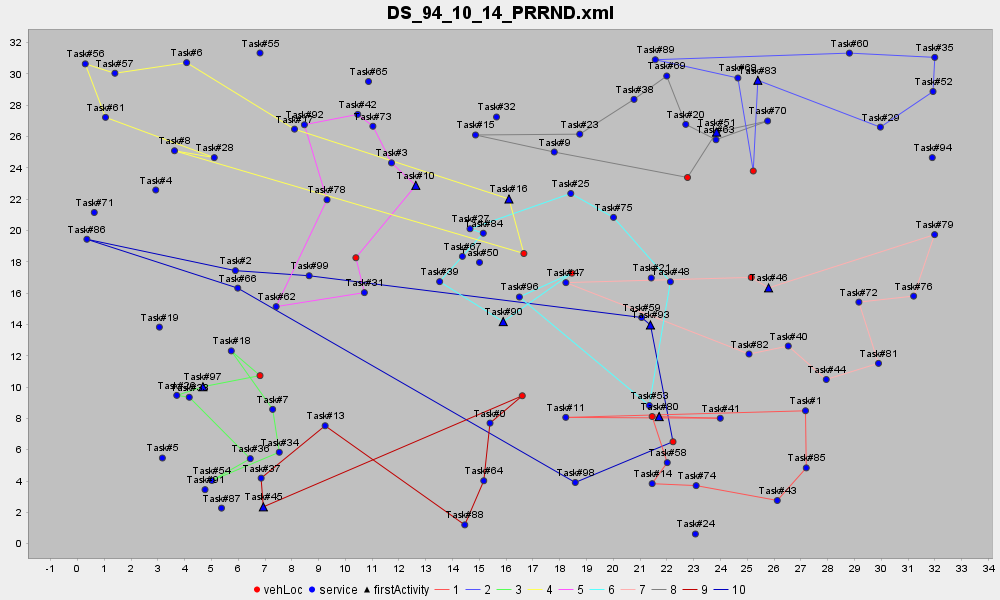 DS_94_10_14_PRRND.xml
Task#55
Task#60
Task#56
Task#57
Task#6
Task#89
Task#35
Task#65
Task#69
Task#68
Task#83
Task#52
Task#38
Task#61
Task#92
Task#17
Task#42
Task#73
Task#32
Task#15
Task#23
Task#20
Task#51
Task#63
Task#70
Task#29
Task#8
Task#28
Task#3
Task#9
Task#94
Task#4
Task#10
Task#78
Task#16
Task#25
Task#71
Task#75
Task#86
Task#27
Task#84
Task#79
Task#2
Task#99
Task#67
Task#50
Task#66
Task#39
Task#47
Task#21
Task#48
Task#46
Task#31
Task#62
Task#96
Task#72
Task#76
Task#19
Task#90
Task#59
Task#93
Task#18
Task#82
Task#40
Task#81
Task#44
Task#97
Task#7
Task#13
Task#0
Task#11
Task#53
Task#80
Task#41
Task#1
Task#5
Task#36
Task#34
Task#58
Task#85
Task#54
Task#37
Task#64
Task#98
Task#14
Task#74
Task#43
Task#87
Task#45
Task#88
Task#24
32
30
28
26
24
22
20
18
16
14
12
10
8
6
4
2
0
-1 0 1 2 3 4 5 6 7 8 9 10 11 12 13 14 15 16 17 18 19 20 21 22 23 24 25 26 27 28 29 30 31 32 33 34
vehLoc service firstActivity 1 2 3 4 5 6 7 8 9 10